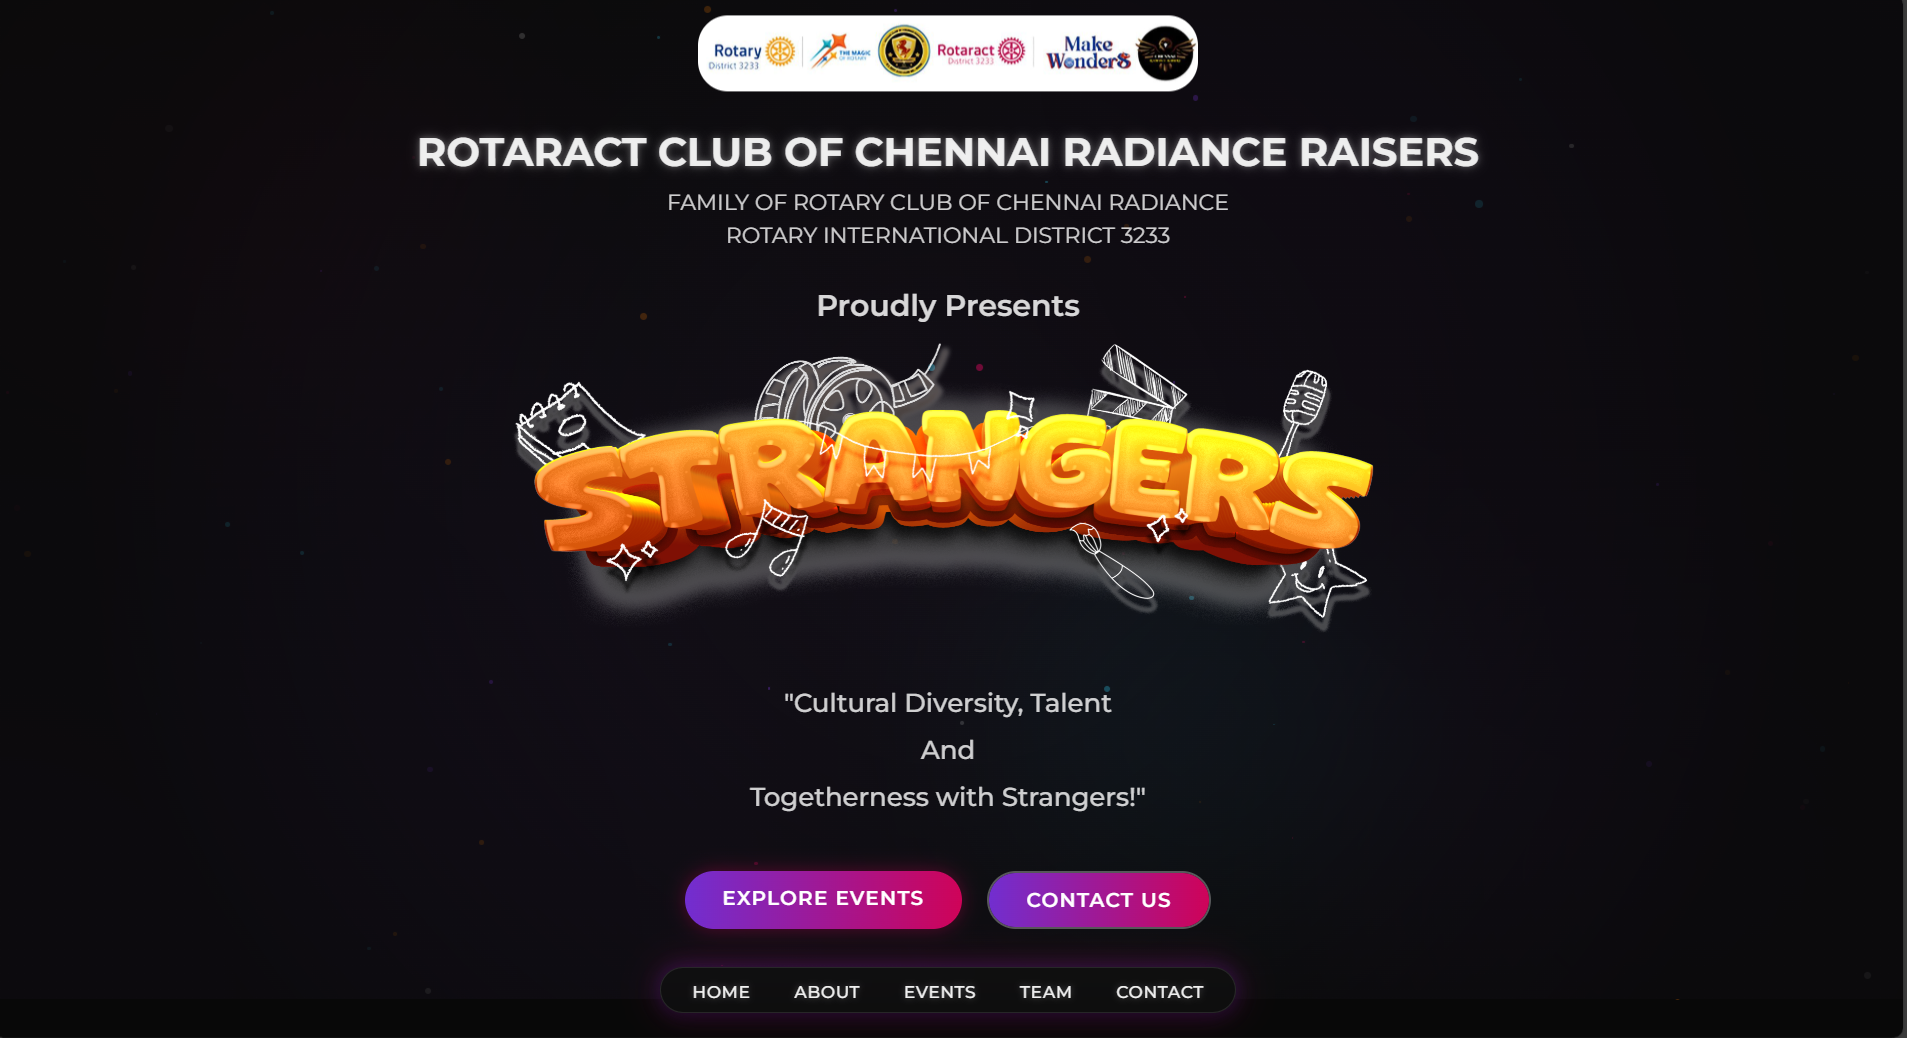 Rotary
District 3233
THE MAGIC
OF ROTARY
Rotaract
District 3233
Make
Wonders
ROTARACT CLUB OF CHENNAI RADIANCE RAISERS
FAMILY OF ROTARY CLUB OF CHENNAI RADIANCE
ROTARY INTERNATIONAL DISTRICT 3233
Proudly Presents
STRANGERS
"Cultural Diversity, Talent
And
Togetherness with Strangers!"
EXPLORE EVENTS
CONTACT US
HOME ABOUT EVENTS TEAM CONTACT